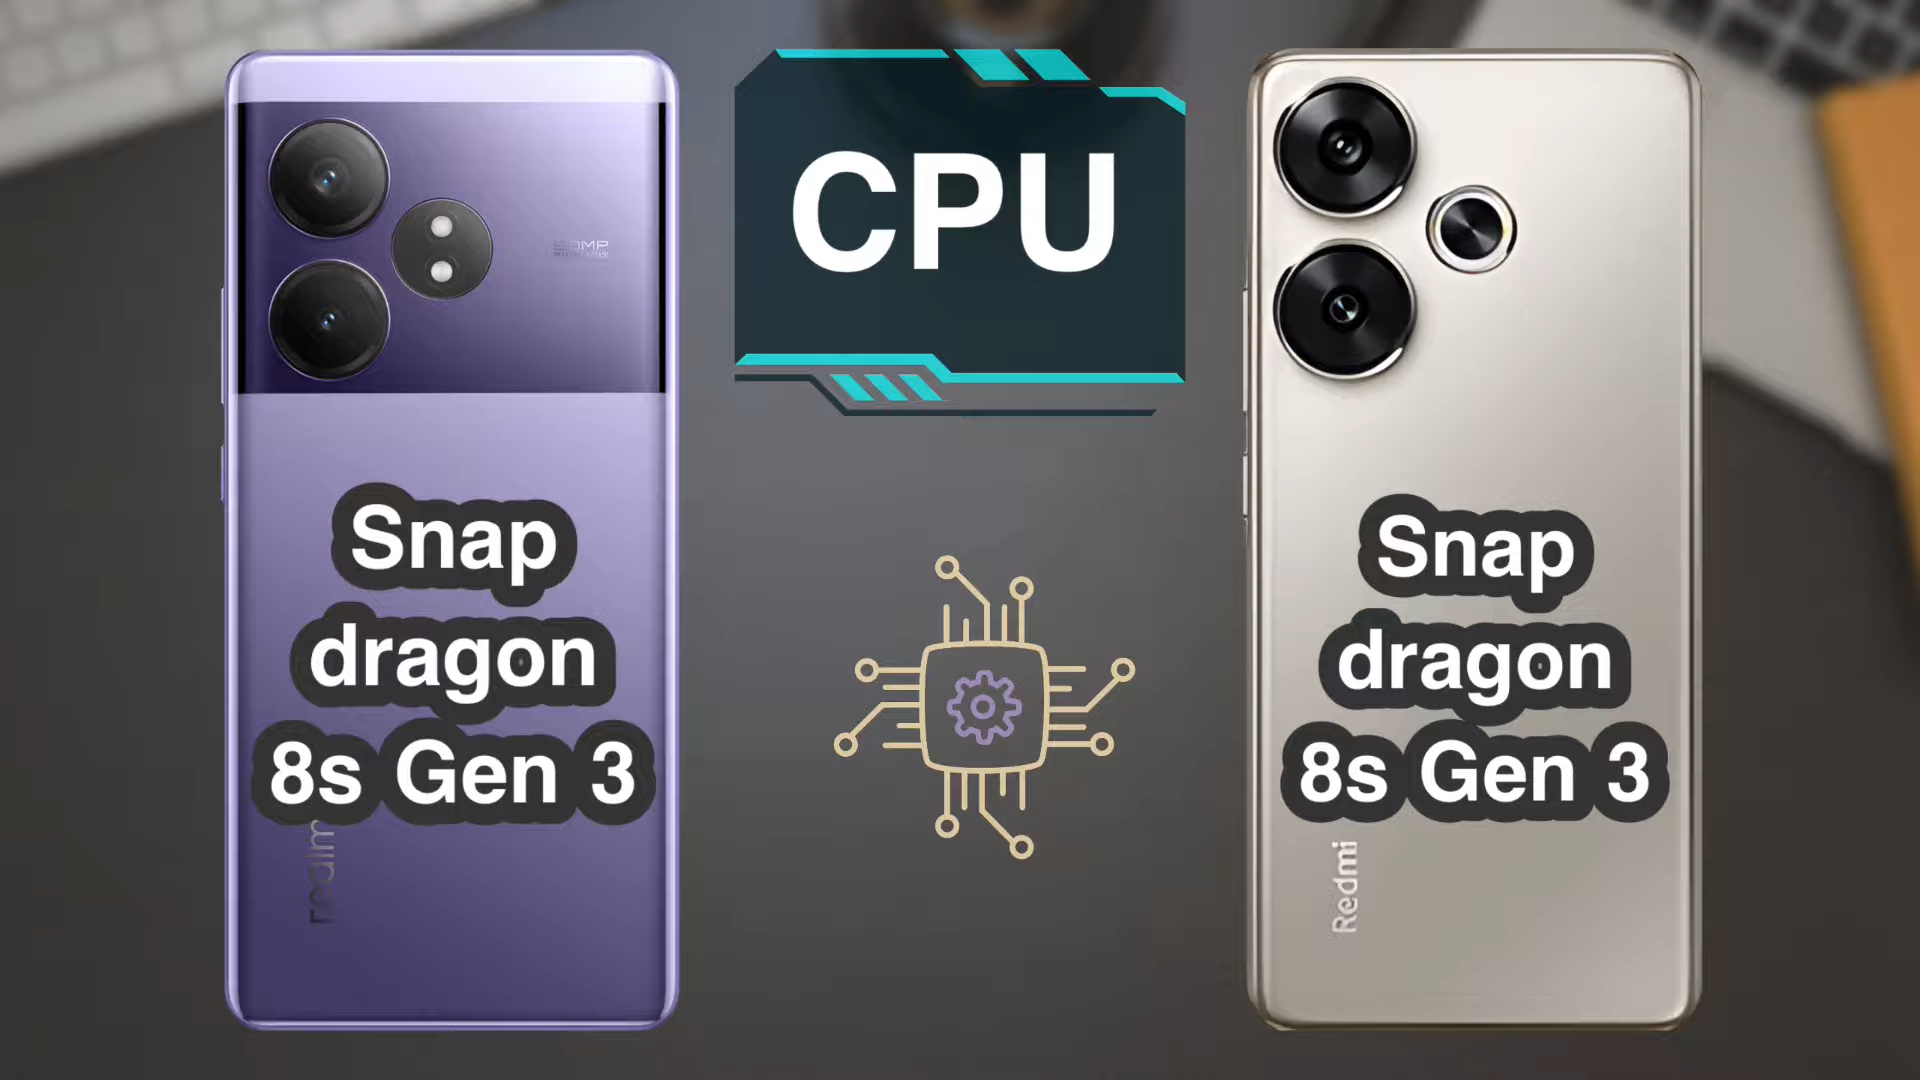 CPU
Snap
dragon
8s Gen 3
Snap
dragon
8s Gen 3
Redmi